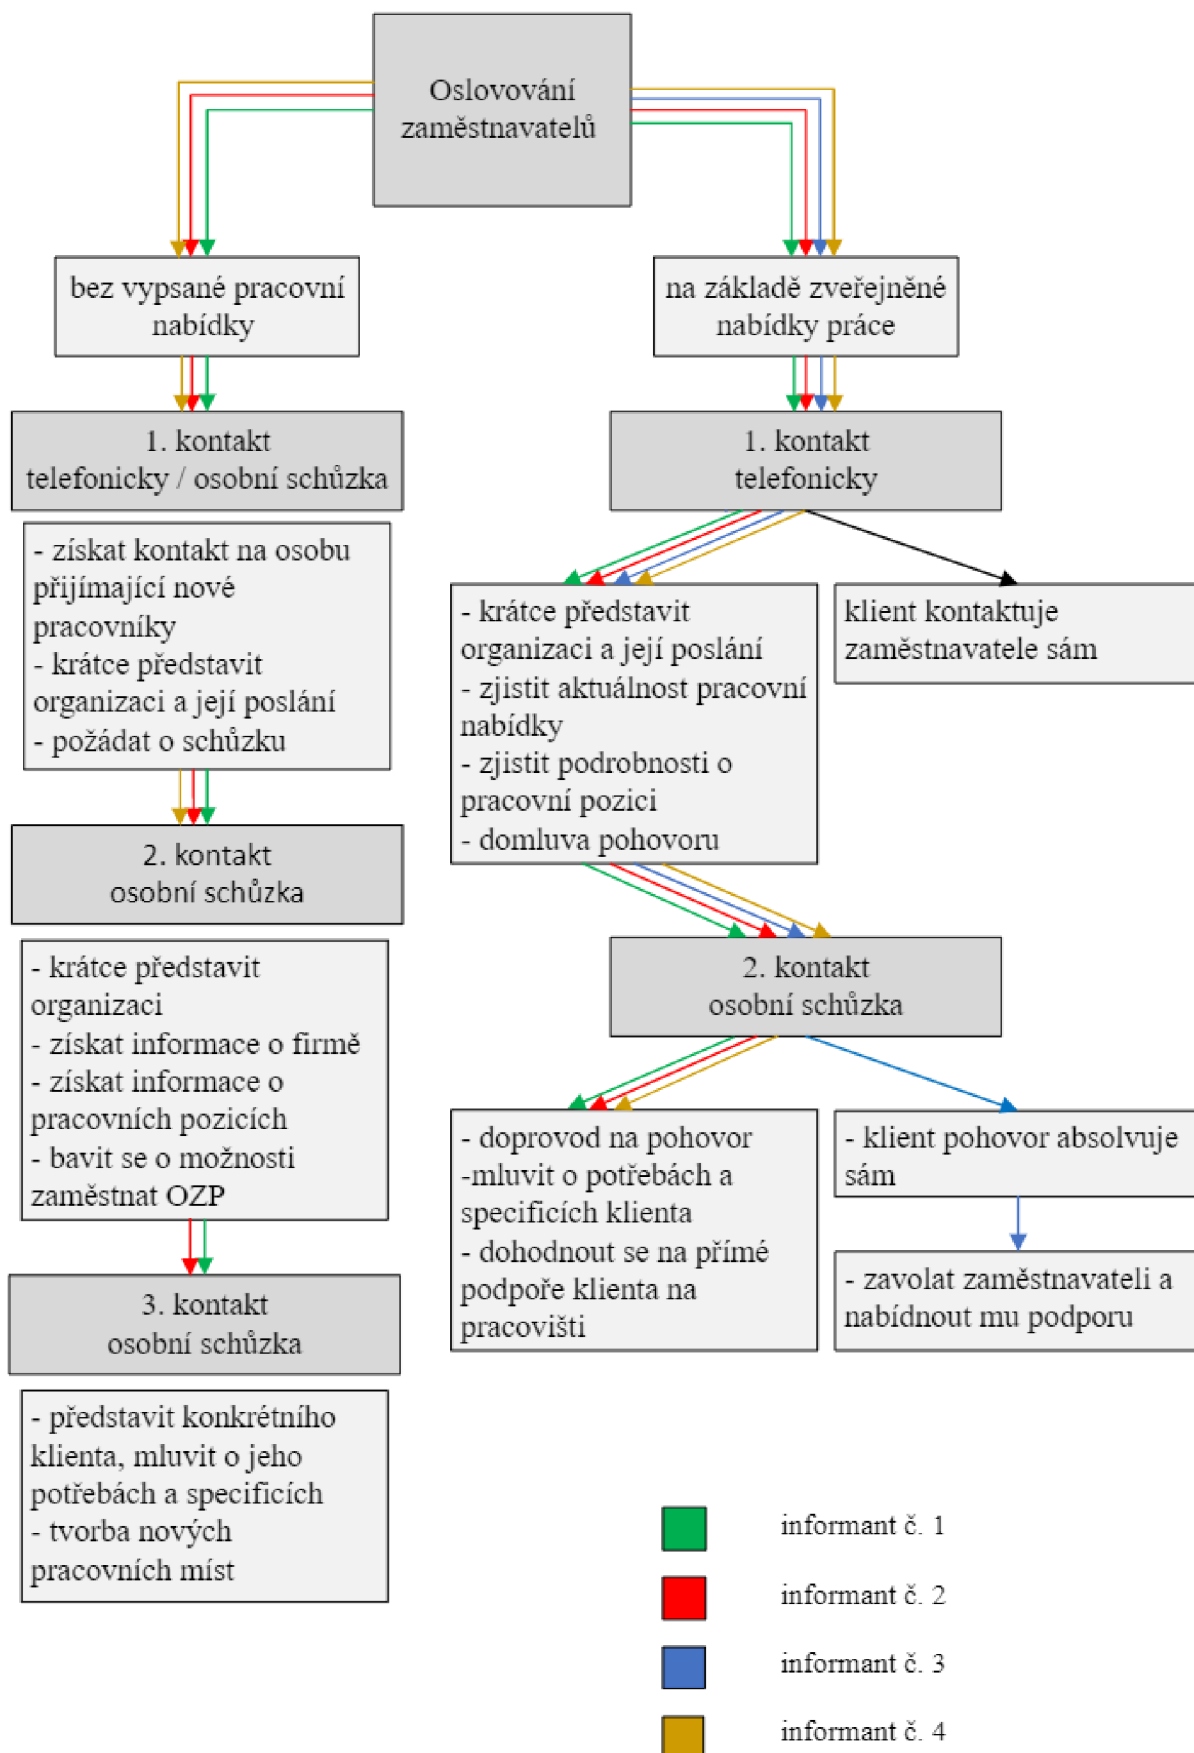 Oslovování
zaměstnavatelů
bez vypsané pracovní
nabídky
1. kontakt
telefonicky / osobní schůzka
- získat kontakt na osobu
přijímající nové
pracovníky
- krátce představit
organizaci a její poslání
- požádat o schůzku
2. kontakt
osobní schůzka
- krátce představit
organizaci
- získat informace o firmě
- získat informace o
pracovních pozicích
- bavit se o možnosti
zaměstnat OZP
3. kontakt
osobní schůzka
- představit konkrétního
klienta, mluvit o jeho
potřebách a specificích
- tvorba nových
pracovních míst
na základě zveřejněné
nabídky práce
1. kontakt
telefonicky
- krátce představit
organizaci a její poslání
- zjistit aktuálnost pracovní
nabídky
- zjistit podrobnosti o
pracovní pozici
- domluva pohovoru
klient kontaktuje
zaměstnavatele sám
2. kontakt
osobní schůzka
- doprovod na pohovor
-mluvit o potřebách a
specificích klienta
- dohodnout se na přímé
podpoře klienta na
pracovišti
- klient pohovor absolvuje
sám
- zavolat zaměstnavateli a
nabídnout mu podporu
informant č. 1
informant č. 2
informant č. 3
informant č. 4